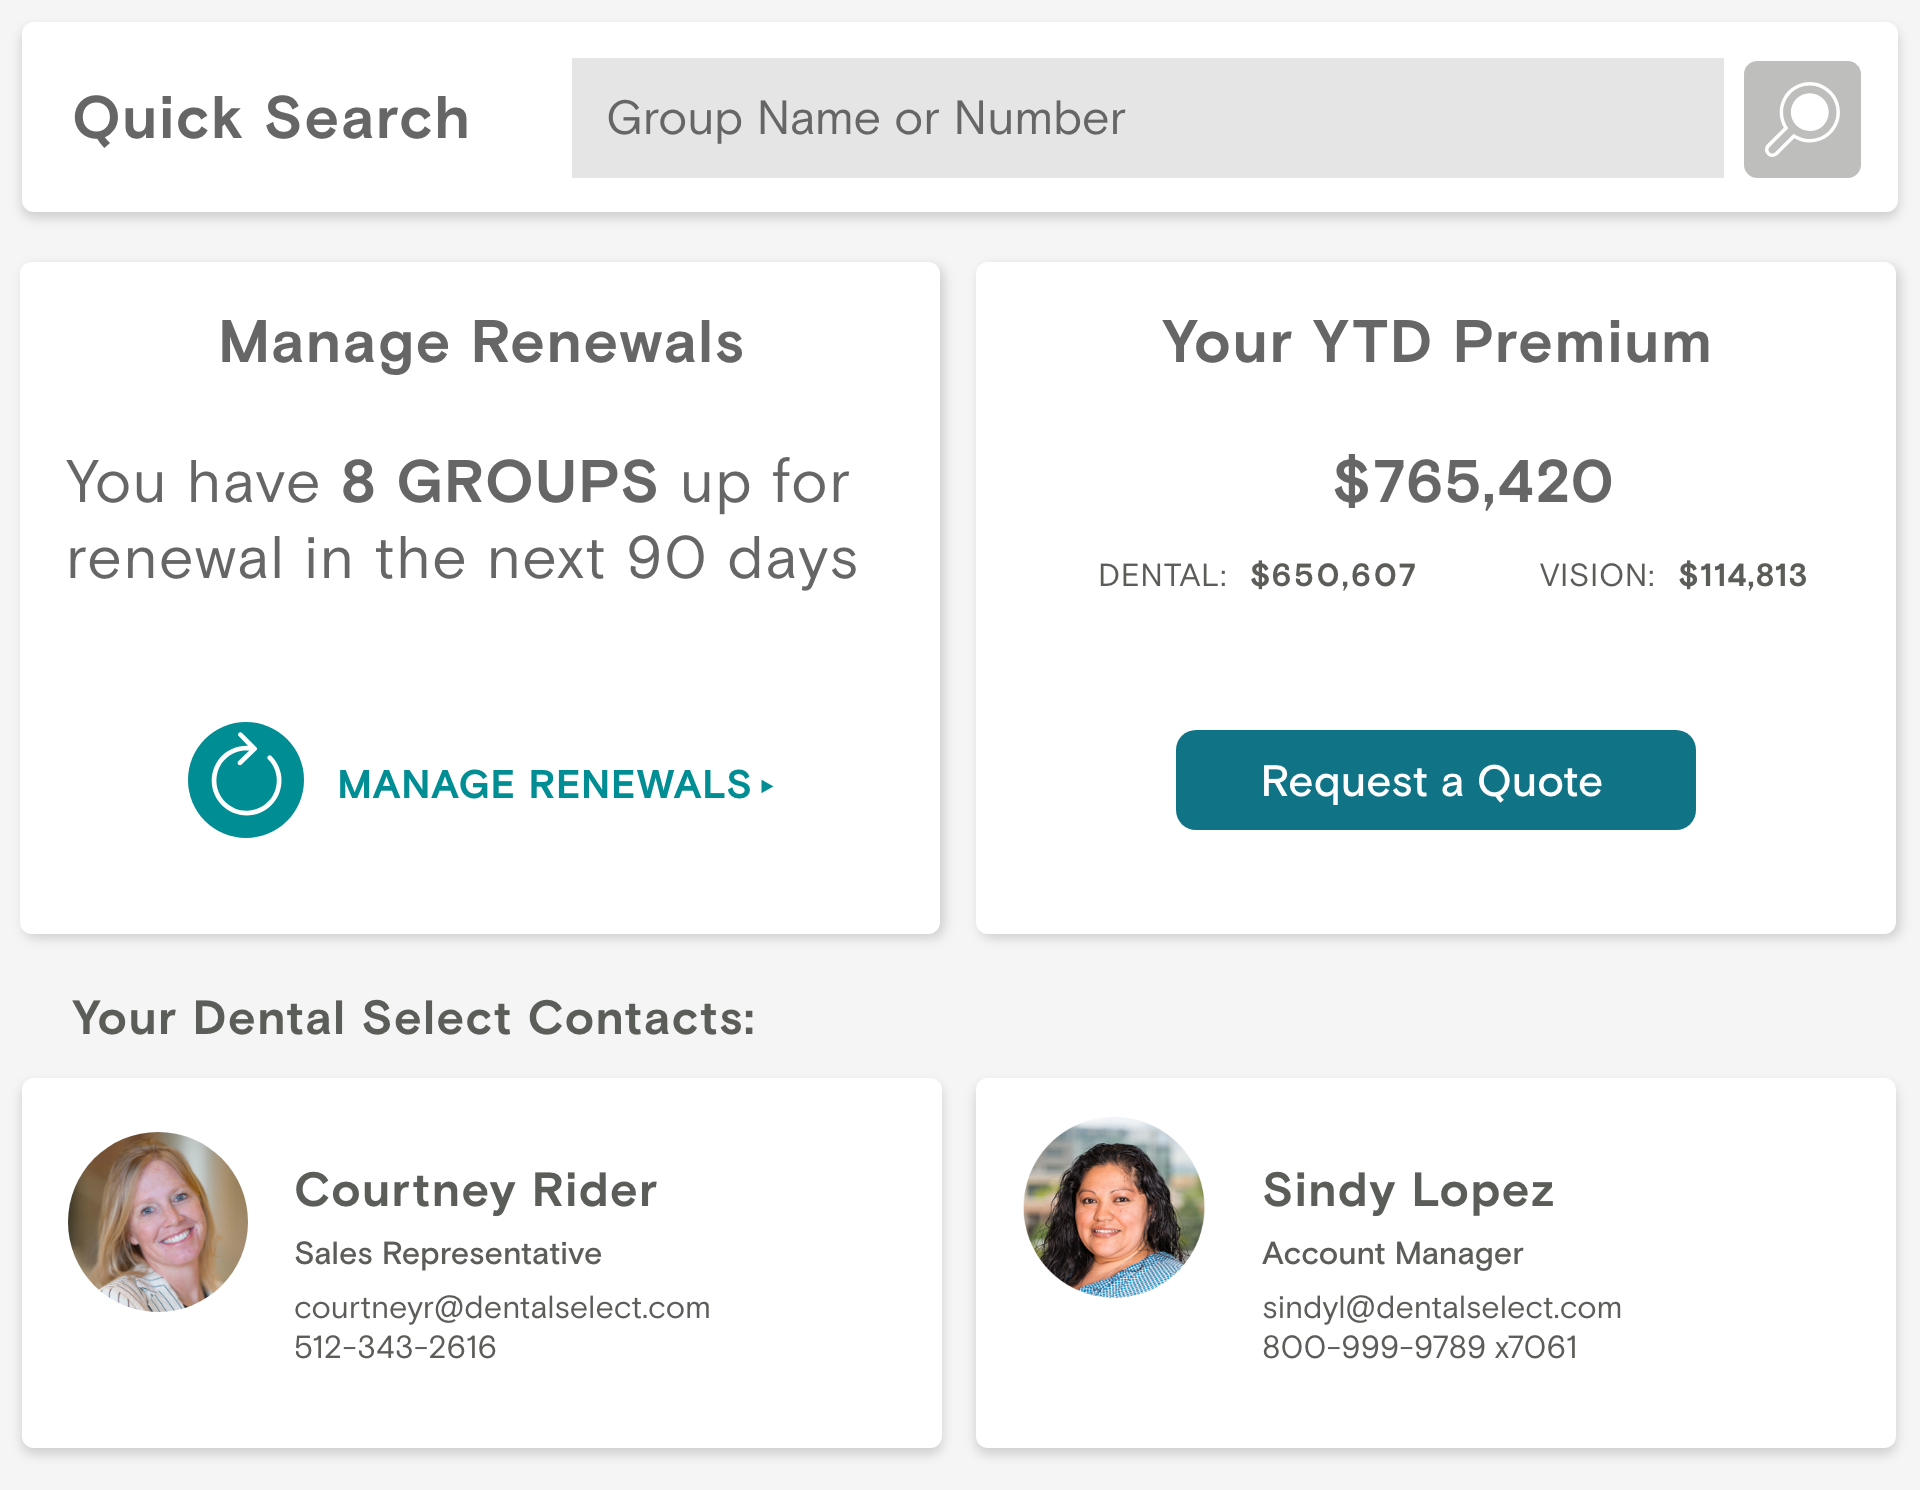 Quick Search
Group Name or Number
Manage Renewals
You have 8 GROUPS up for
renewal in the next 90 days
MANAGE RENEWALS ▸
Your YTD Premium
$765,420
DENTAL: $650,607 VISION: $114,813
Request a Quote
Your Dental Select Contacts:
Courtney Rider
Sales Representative
courtneyr@dentalselect.com
512-343-2616
Sindy Lopez
Account Manager
sindyl@dentalselect.com
800-999-9789 x7061